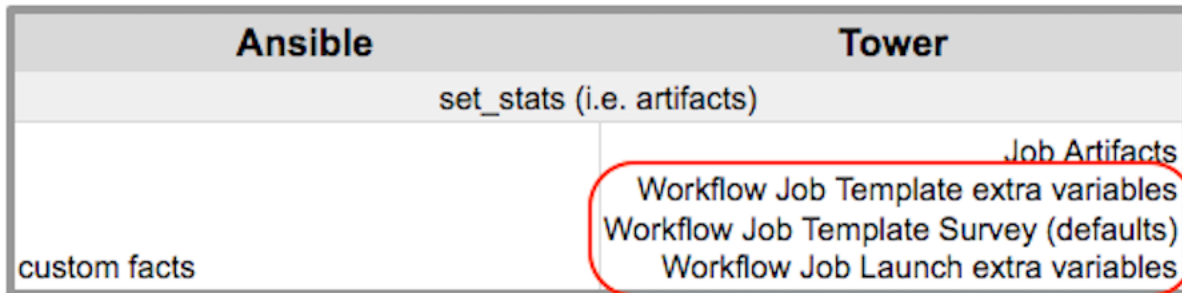 Ansible Tower
set_stats (i.e. artifacts)
Job Artifacts
Workflow Job Template extra variables
Workflow Job Template Survey (defaults)
custom facts Workflow Job Launch extra variables